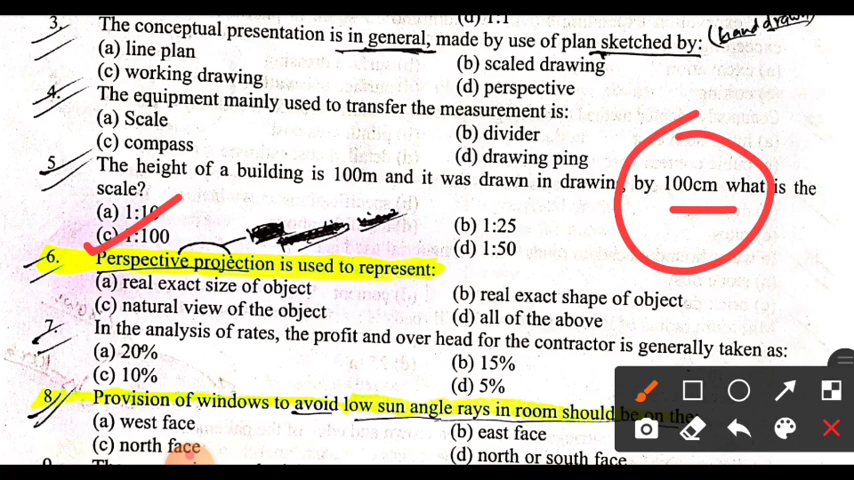 (d) 1:1
3. The conceptual presentation is in general, made by use of plan sketched by: (hand drawn)
(a) line plan
(b) scaled drawing
(c) working drawing
(d) perspective
4. The equipment mainly used to transfer the measurement is:
(a) Scale
(b) divider
(c) compass
(d) drawing ping
5 The height of a building is 100m and it was drawn in drawing by 100cm what is the
scale?
(a) 1:10
(b) 1:25
(c) 1:100
(d) 1:50
6. Perspective projection is used to represent:
(a) real exact size of object
(b) real exact shape of object
(c) natural view of the object
(d) all of the above
7. In the analysis of rates, the profit and over head for the contractor is generally taken as:
(a) 20%
(b) 15%
(c) 10%
(d) 5%
8. Provision of windows to avoid low sun angle rays in room should be on the
(a) west face
(b) east face
(c) north face
(d) north or south face